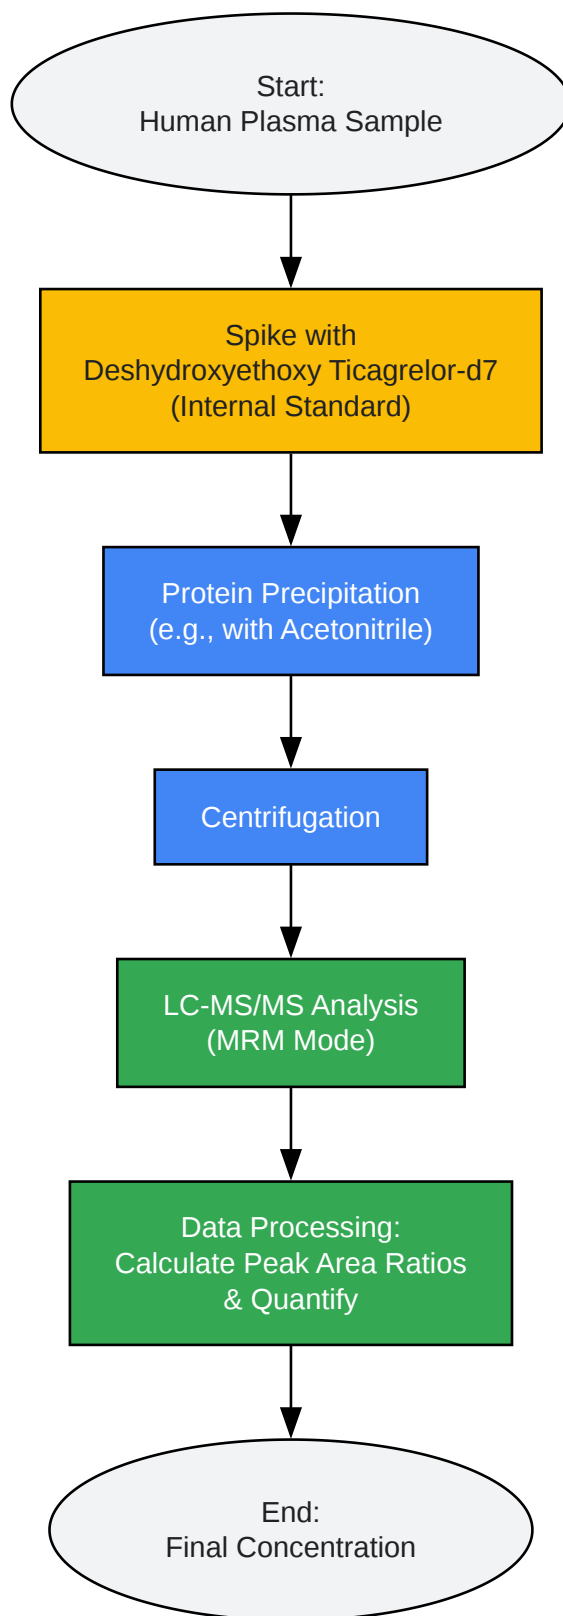 Start:
Human Plasma Sample
Spike with
Deshydroxyethoxy Ticagrelor-d7
(Internal Standard)
Protein Precipitation
(e.g., with Acetonitrile)
Centrifugation
LC-MS/MS Analysis
(MRM Mode)
Data Processing:
Calculate Peak Area Ratios
& Quantify
End:
Final Concentration